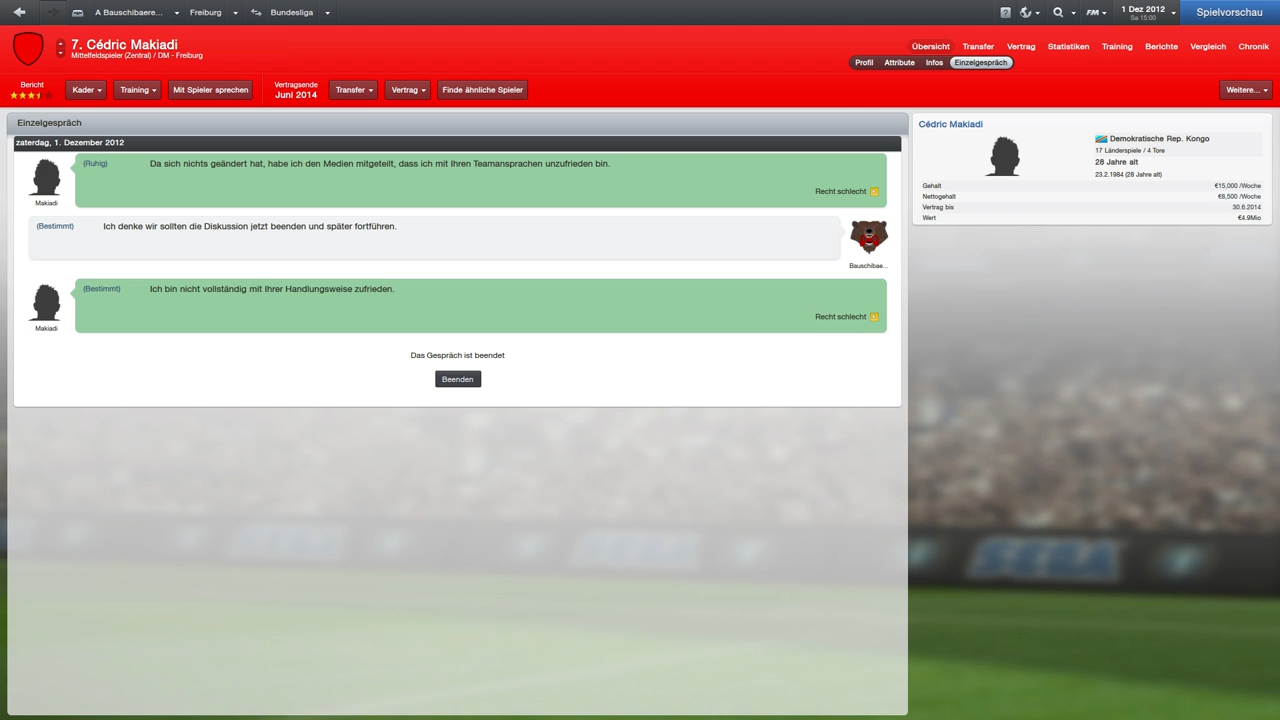 A Bauschibaere...
Freiburg
Bundesliga
FM
1 Dez 2012
Sa 15:00
Spielvorschau
7. Cédric Makiadi
Mittelfeldspieler (Zentral) / DM - Freiburg
Übersicht
Transfer
Vertrag
Statistiken
Training
Berichte
Vergleich
Chronik
Profil
Attribute
Infos
Einzelgespräch
Bericht
Kader
Training
Mit Spieler sprechen
Vertragsende
Juni 2014
Transfer
Vertrag
Finde ähnliche Spieler
Weitere...
Einzelgespräch
zaterdag, 1. Dezember 2012
(Ruhig)
Da sich nichts geändert hat, habe ich den Medien mitgeteilt, dass ich mit Ihren Teamansprachen unzufrieden bin.
Recht schlecht
Makiadi
(Bestimmt)
Ich denke wir sollten die Diskussion jetzt beenden und später fortführen.
Bauschibae...
(Bestimmt)
Ich bin nicht vollständig mit Ihrer Handlungsweise zufrieden.
Recht schlecht
Makiadi
Das Gespräch ist beendet
Beenden
Cédric Makiadi
Demokratische Rep. Kongo
17 Länderspiele / 4 Tore
28 Jahre alt
23.2.1984 (28 Jahre alt)
Gehalt €15,000 /Woche
Nettogehalt €8,500 /Woche
Vertrag bis 30.6.2014
Wert €4.9Mio
SEGA
SEGA
SEGA